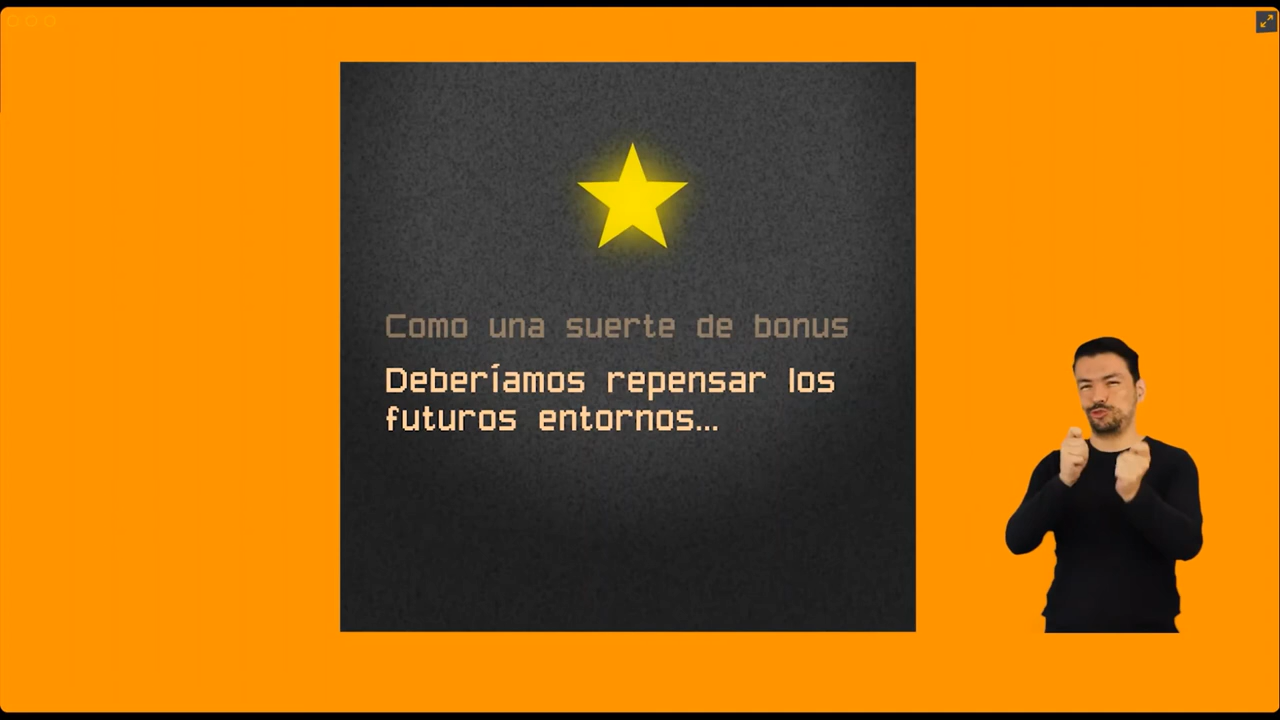 Como una suerte de bonus
Deberíamos repensar los
futuros entornos...